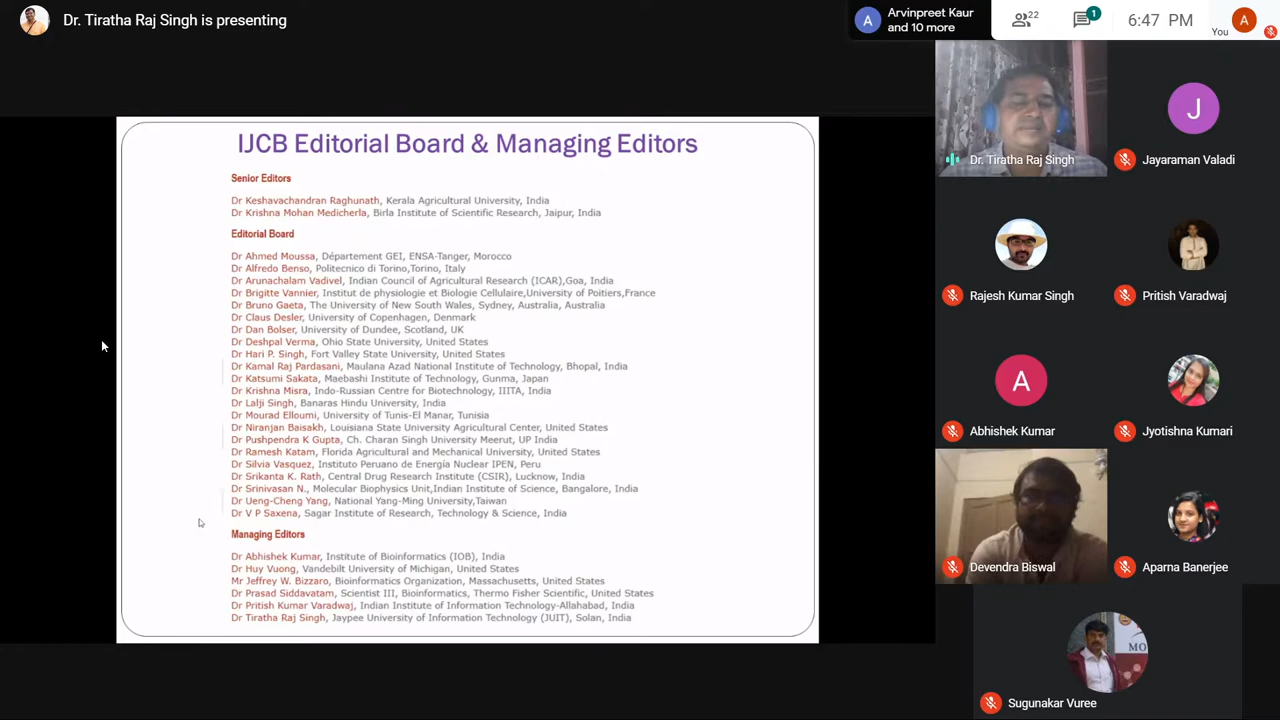 Dr. Tiratha Raj Singh is presenting
A
Arvinpreet Kaur
and 10 more
22
1
6:47 PM
You
A
IJCB Editorial Board & Managing Editors
Senior Editors
Dr Keshavachandran Raghunath, Kerala Agricultural University, India
Dr Krishna Mohan Medicherla, Birla Institute of Scientific Research, Jaipur, India
Editorial Board
Dr Ahmed Moussa, Département GEI, ENSA-Tanger, Morocco
Dr Alfredo Benso, Politecnico di Torino,Torino, Italy
Dr Arunachalam Vadivel, Indian Council of Agricultural Research (ICAR),Goa, India
Dr Brigitte Vannier, Institut de physiologie et Biologie Cellulaire,University of Poitiers,France
Dr Bruno Gaeta, The University of New South Wales, Sydney, Australia, Australia
Dr Claus Desler, University of Copenhagen, Denmark
Dr Dan Bolser, University of Dundee, Scotland, UK
Dr Deshpal Verma, Ohio State University, United States
Dr Hari P. Singh, Fort Valley State University, United States
Dr Kamal Raj Pardasani, Maulana Azad National Institute of Technology, Bhopal, India
Dr Katsumi Sakata, Maebashi Institute of Technology, Gunma, Japan
Dr Krishna Misra, Indo-Russian Centre for Biotechnology, IIITA, India
Dr Lalji Singh, Banaras Hindu University, India
Dr Mourad Elloumi, University of Tunis-El Manar, Tunisia
Dr Niranjan Baisakh, Louisiana State University Agricultural Center, United States
Dr Pushpendra K Gupta, Ch. Charan Singh University Meerut, UP India
Dr Ramesh Katam, Florida Agricultural and Mechanical University, United States
Dr Silvia Vasquez, Instituto Peruano de Energía Nuclear IPEN, Peru
Dr Srikanta K. Rath, Central Drug Research Institute (CSIR), Lucknow, India
Dr Srinivasan N., Molecular Biophysics Unit,Indian Institute of Science, Bangalore, India
Dr Ueng-Cheng Yang, National Yang-Ming University,Taiwan
Dr V P Saxena, Sagar Institute of Research, Technology & Science, India
Managing Editors
Dr Abhishek Kumar, Institute of Bioinformatics (IOB), India
Dr Huy Vuong, Vandebilt University of Michigan, United States
Mr Jeffrey W. Bizzaro, Bioinformatics Organization, Massachusetts, United States
Dr Prasad Siddavatam, Scientist III, Bioinformatics, Thermo Fisher Scientific, United States
Dr Pritish Kumar Varadwaj, Indian Institute of Information Technology-Allahabad, India
Dr Tiratha Raj Singh, Jaypee University of Information Technology (JUIT), Solan, India
Dr. Tiratha Raj Singh
J
Jayaraman Valadi
Rajesh Kumar Singh
Pritish Varadwaj
A
Abhishek Kumar
Jyotishna Kumari
Devendra Biswal
Aparna Banerjee
MO
Sugunakar Vuree